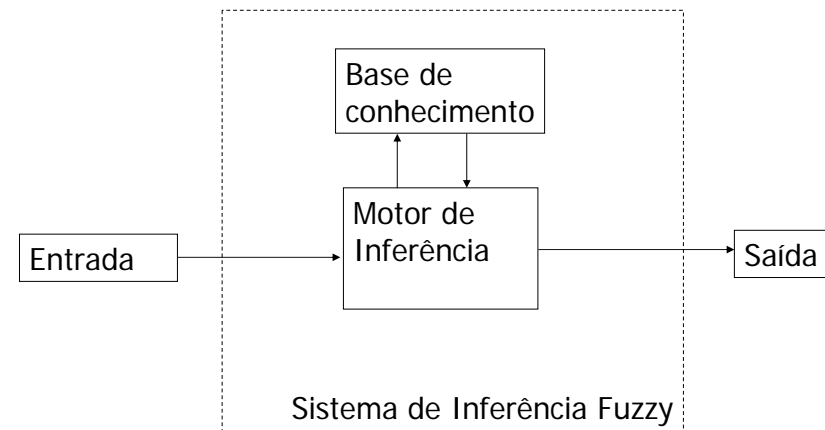 Base de
conhecimento
Motor de
Inferência
Entrada
Saída
Sistema de Inferência Fuzzy